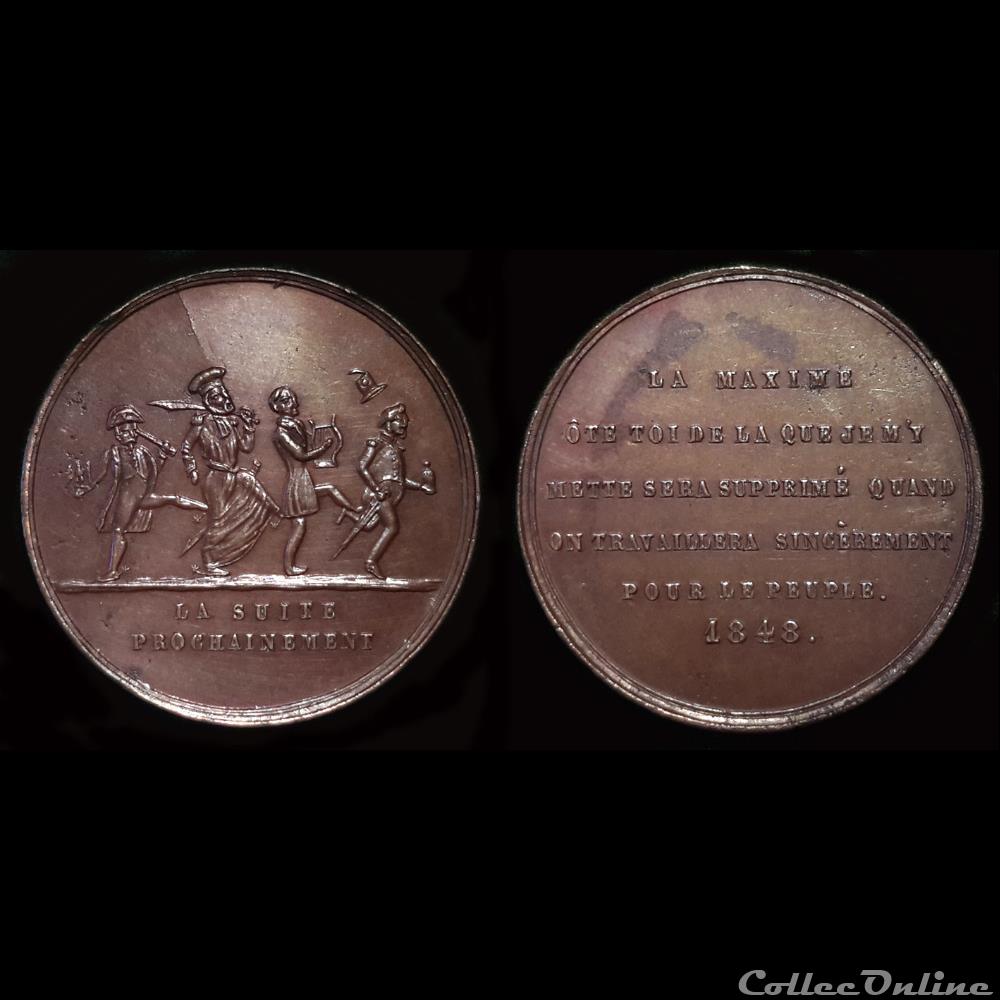 LA SUITE
PROCHAINEMENT
LA MAXIME
ÔTE TOI DE LA QUE JE M'Y
METTE SERA SUPPRIMÉ QUAND
ON TRAVAILLERA SINCÈREMENT
POUR LE PEUPLE.
1848.
CollecOnline